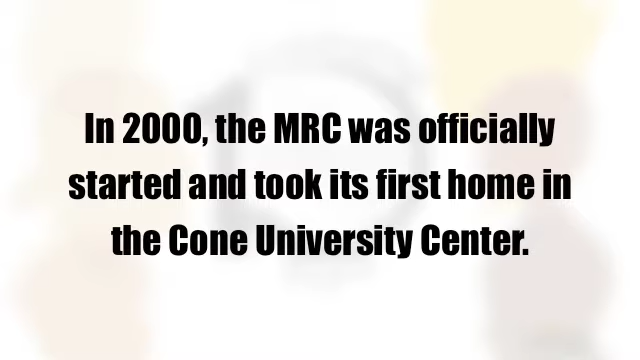 In 2000, the MRC was officially
started and took its first home in
the Cone University Center.